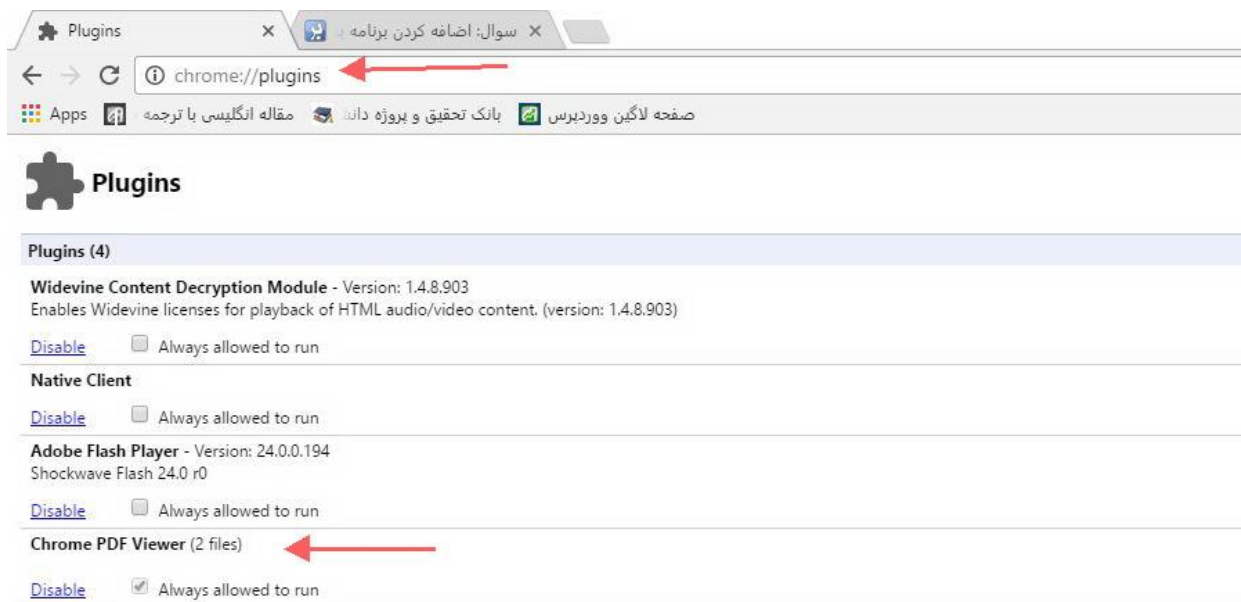 Plugins
سوال: اضافه کردن برنامه
chrome://plugins
Apps
مقاله انگلیسی با ترجمه
بانک تحقیق و پروژه دانـ
صفحه لاگین ووردپرس
Plugins
Plugins (4)
Widevine Content Decryption Module - Version: 1.4.8.903
Enables Widevine licenses for playback of HTML audio/video content. (version: 1.4.8.903)
Disable Always allowed to run
Native Client
Disable Always allowed to run
Adobe Flash Player - Version: 24.0.0.194
Shockwave Flash 24.0 r0
Disable Always allowed to run
Chrome PDF Viewer (2 files)
Disable Always allowed to run